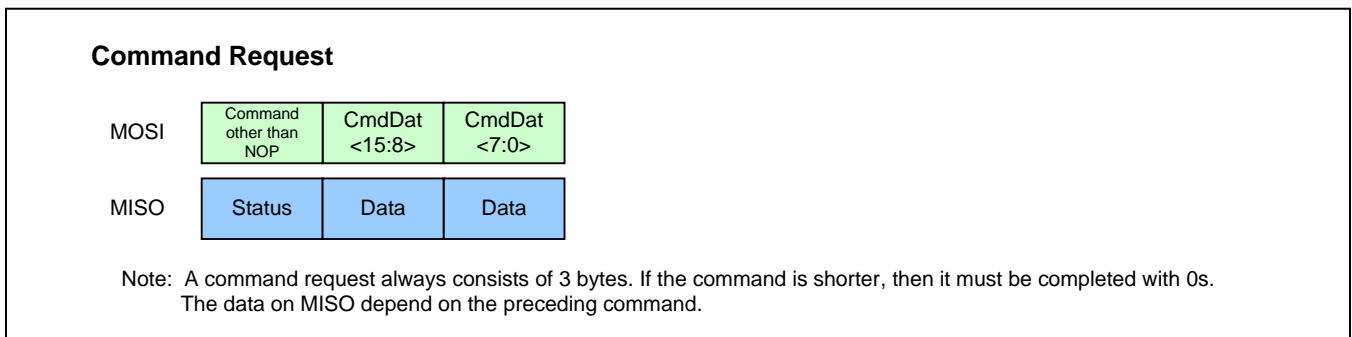 Command Request
MOSI
Command
other than
NOP
CmdDat
<15:8>
CmdDat
<7:0>
MISO
Status
Data
Data
Note: A command request always consists of 3 bytes. If the command is shorter, then it must be completed with 0s.
The data on MISO depend on the preceding command.